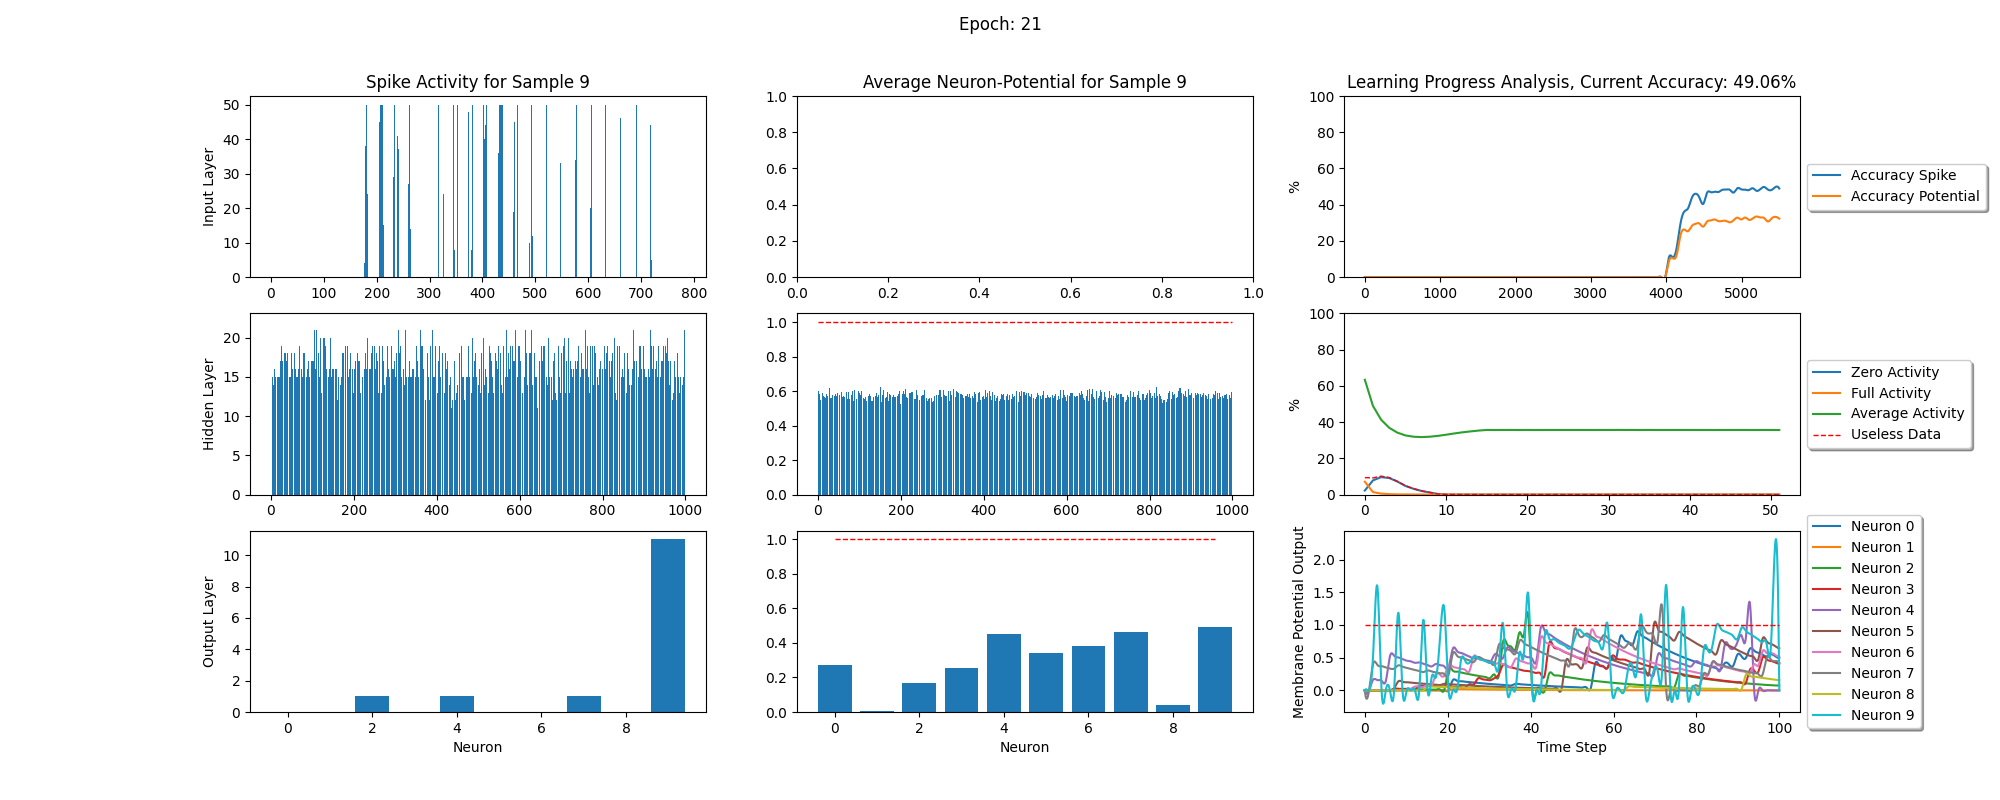 Epoch: 21
Spike Activity for Sample 9
Average Neuron-Potential for Sample 9
Learning Progress Analysis, Current Accuracy: 49.06%
Input Layer
50
40
30
20
10
0
0 100 200 300 400 500 600 700 800
1.0
0.8
0.6
0.4
0.2
0.0
0.0 0.2 0.4 0.6 0.8 1.0
%
100
80
60
40
20
0
0 1000 2000 3000 4000 5000
Accuracy Spike
Accuracy Potential
Hidden Layer
20
15
10
5
0
0 200 400 600 800 1000
1.0
0.8
0.6
0.4
0.2
0.0
0 200 400 600 800 1000
%
100
80
60
40
20
0
0 10 20 30 40 50
Zero Activity
Full Activity
Average Activity
Useless Data
Output Layer
10
8
6
4
2
0
0 2 4 6 8
Neuron
1.0
0.8
0.6
0.4
0.2
0.0
0 2 4 6 8
Neuron
Membrane Potential Output
2.0
1.5
1.0
0.5
0.0
0 20 40 60 80 100
Time Step
Neuron 0
Neuron 1
Neuron 2
Neuron 3
Neuron 4
Neuron 5
Neuron 6
Neuron 7
Neuron 8
Neuron 9